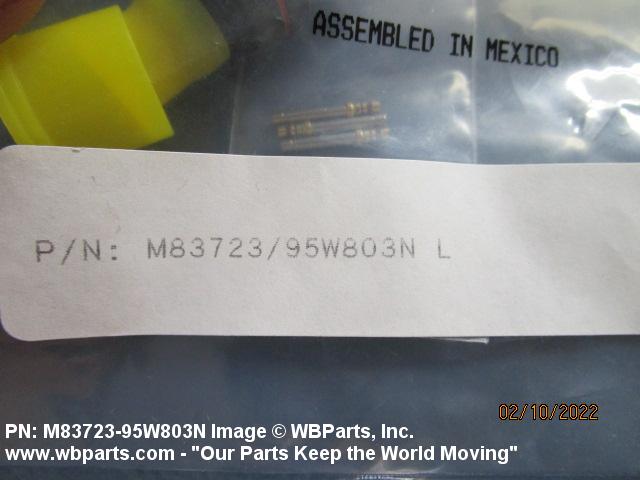 ASSEMBLED IN MEXICO
P/N: M83723/95W803N L
02/10/2022
PN: M83723-95W803N Image © WBParts, Inc.
www.wbparts.com - "Our Parts Keep the World Moving"